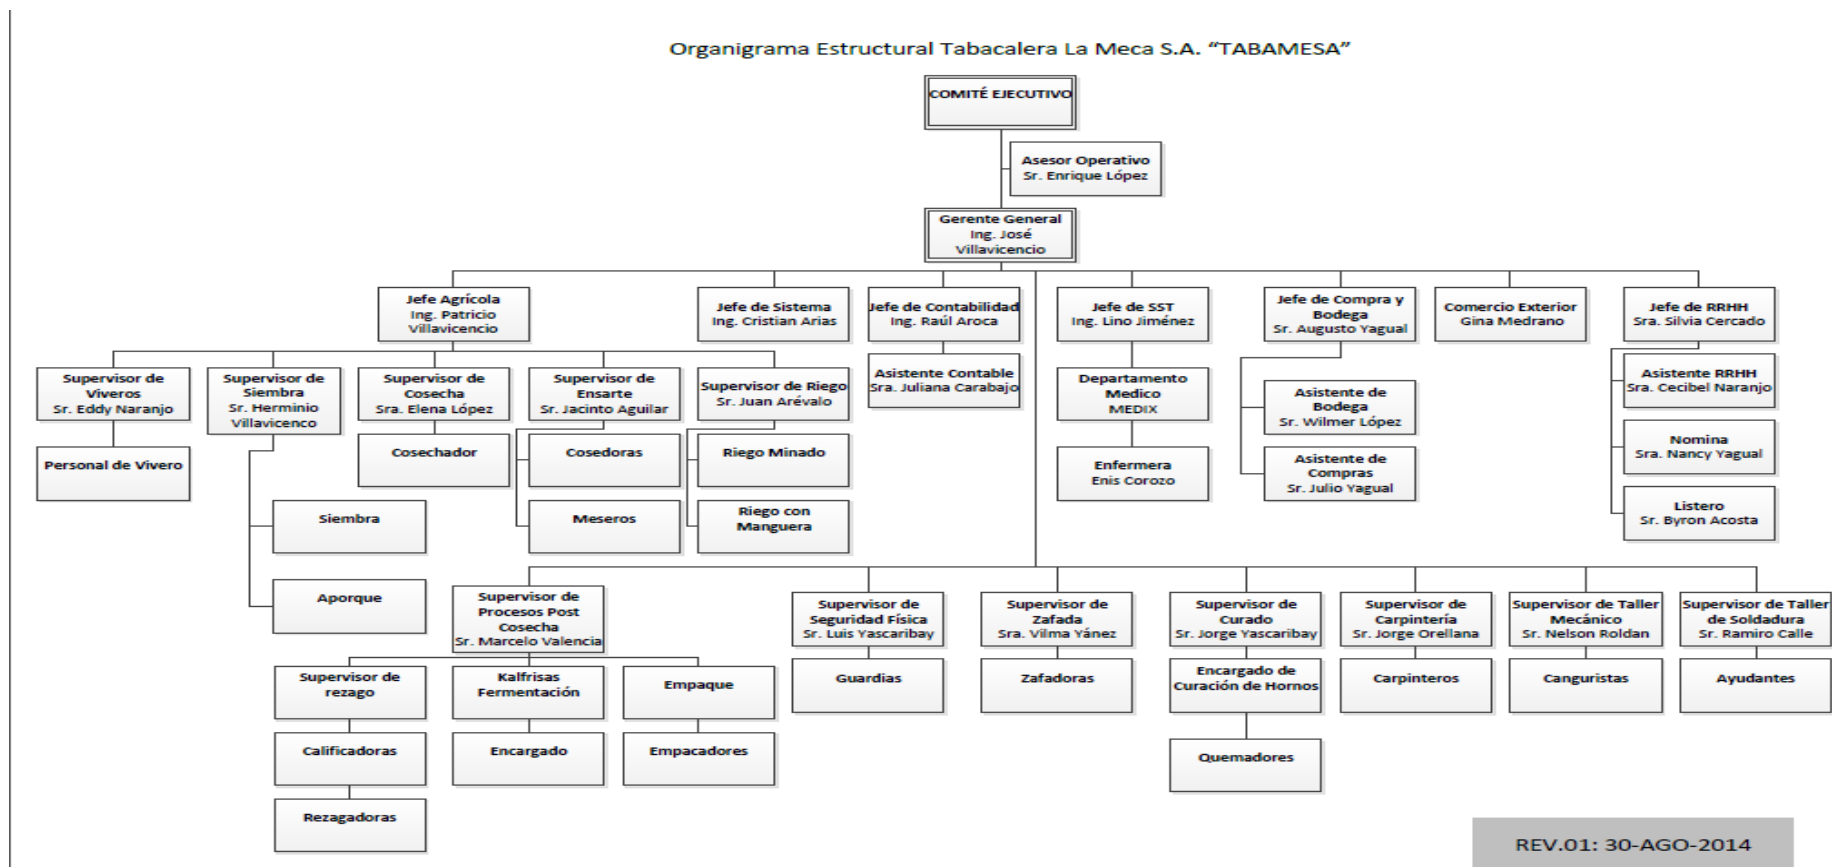 Organigrama Estructural Tabacalera La Meca S.A. “TABAMESA”
COMITÉ EJECUTIVO
Asesor Operativo
Sr. Enrique López
Gerente General
Ing. José
Villavicencio
Jefe Agrícola
Ing. Patricio
Villavicencio
Jefe de Sistema
Ing. Cristian Arias
Jefe de Contabilidad
Ing. Raúl Aroca
Jefe de SST
Ing. Lino Jiménez
Jefe de Compra y
Bodega
Sr. Augusto Yagual
Comercio Exterior
Gina Medrano
Jefe de RRHH
Sra. Silvia Cercado
Supervisor de
Viveros
Sr. Eddy Naranjo
Supervisor de
Siembra
Sr. Herminio
Villavicenco
Supervisor de
Cosecha
Sra. Elena López
Supervisor de
Ensarte
Sr. Jacinto Aguilar
Supervisor de Riego
Sr. Juan Arévalo
Asistente Contable
Sra. Juliana Carabajo
Departamento
Medico
MEDIX
Asistente de
Bodega
Sr. Wilmer López
Asistente RRHH
Sra. Cecibel Naranjo
Personal de Vivero
Cosechador
Cosedoras
Riego Minado
Enfermera
Enis Corozo
Asistente de
Compras
Sr. Julio Yagual
Nomina
Sra. Nancy Yagual
Siembra
Meseros
Riego con
Manguera
Listero
Sr. Byron Acosta
Aporque
Supervisor de
Procesos Post
Cosecha
Sr. Marcelo Valencia
Supervisor de
Seguridad Física
Sr. Luis Yascaribay
Supervisor de
Zafada
Sra. Vilma Yánez
Supervisor de
Curado
Sr. Jorge Yascaribay
Supervisor de
Carpintería
Sr. Jorge Orellana
Supervisor de Taller
Mecánico
Sr. Nelson Roldan
Supervisor de Taller
de Soldadura
Sr. Ramiro Calle
Supervisor de
rezago
Kalfrisas
Fermentación
Empaque
Guardias
Zafadoras
Encargado de
Curación de Hornos
Carpinteros
Canguristas
Ayudantes
Calificadoras
Encargado
Empacadores
Quemadores
Rezagadoras
REV.01: 30-AGO-2014